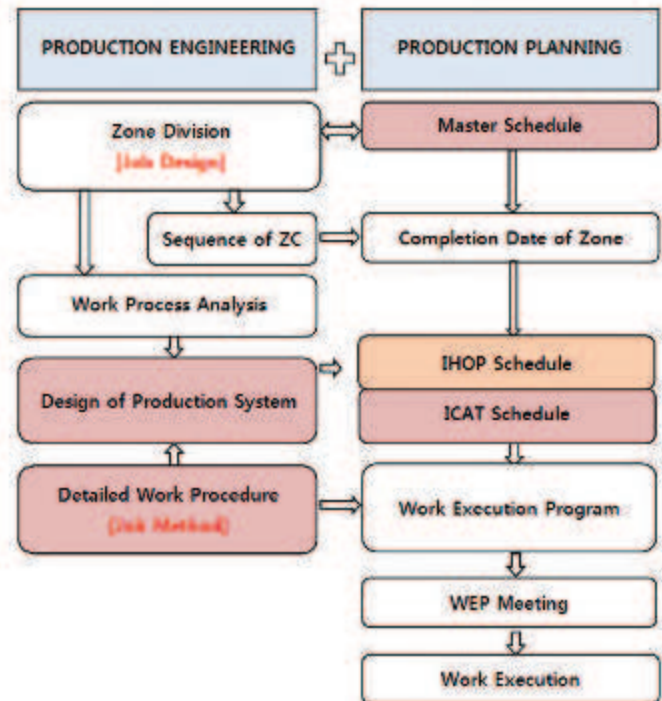 PRODUCTION ENGINEERING
PRODUCTION PLANNING
Zone Division
[Job Design]
Master Schedule
Sequence of ZC
Completion Date of Zone
Work Process Analysis
Design of Production System
IHOP Schedule
ICAT Schedule
Detailed Work Procedure
[Job Method]
Work Execution Program
WEP Meeting
Work Execution